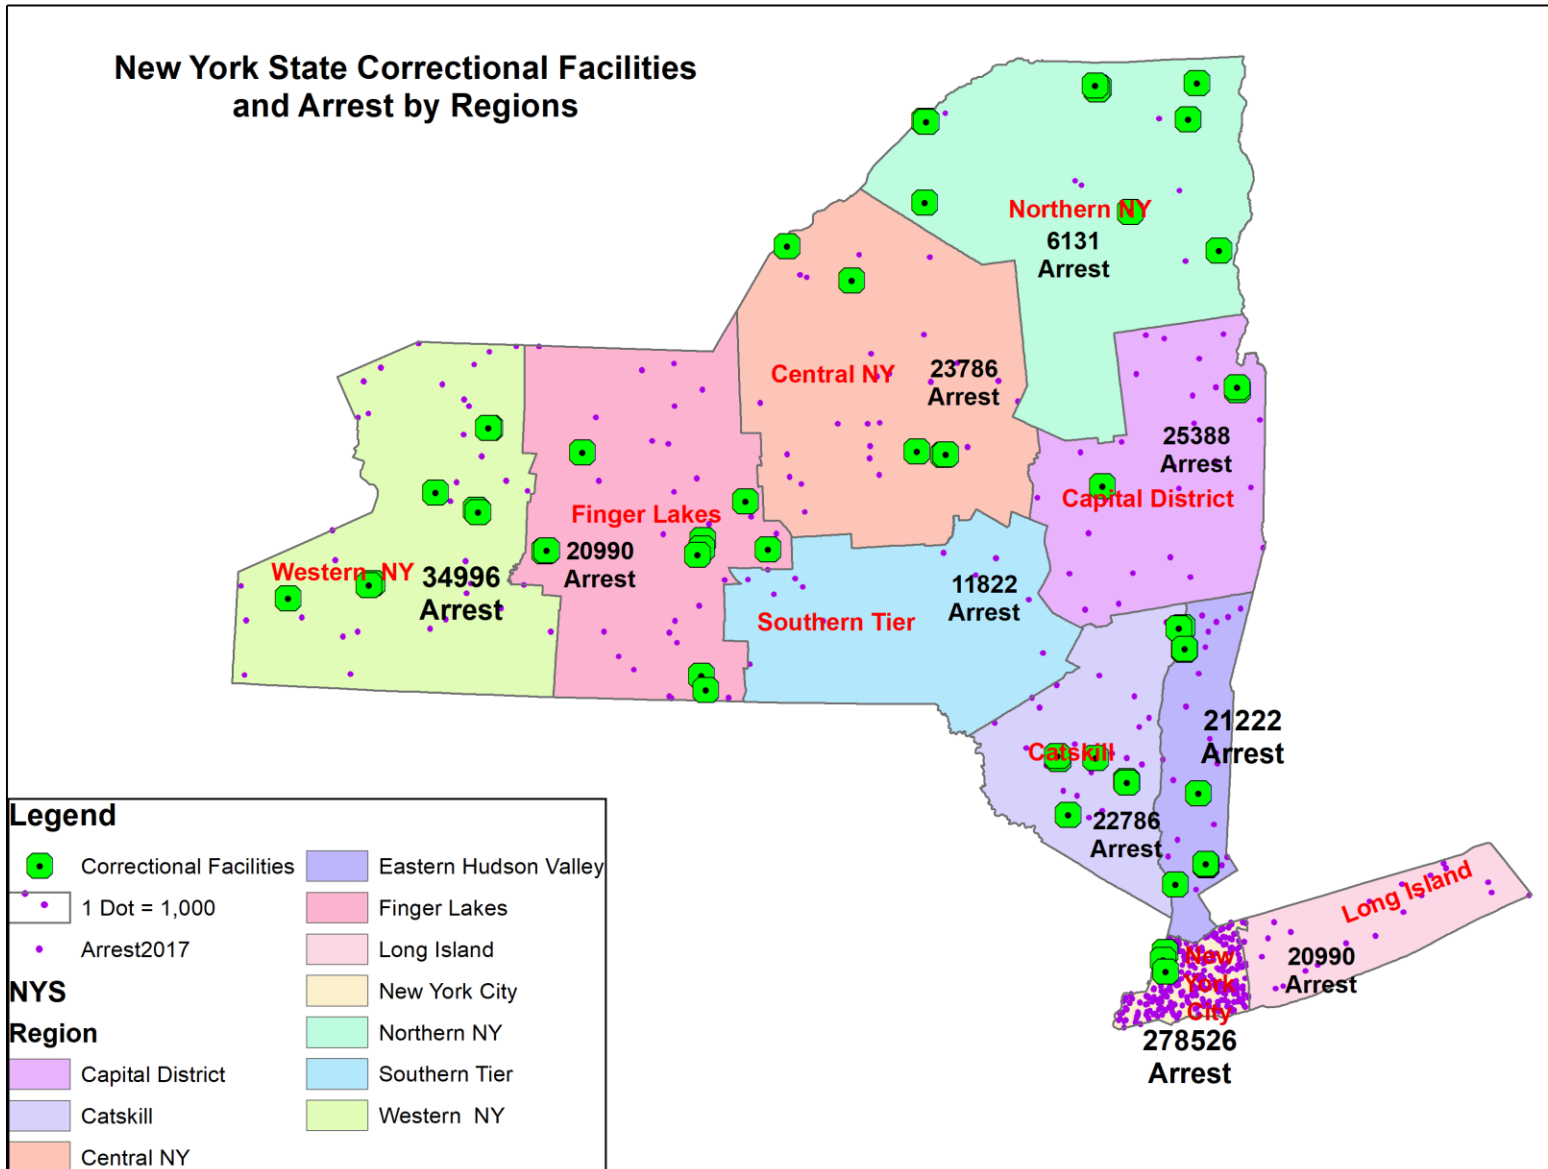 New York State Correctional Facilities
and Arrest by Regions
Northern NY
6131
Arrest
Central NY
23786
Arrest
25388
Arrest
Capital District
Finger Lakes
20990
Arrest
Western  NY
34996
Arrest
11822
Arrest
Southern Tier
21222
Arrest
Catskill
22786
Arrest
Long Island
20990
Arrest
New
York
City
278526
Arrest
Legend
Correctional Facilities
1 Dot = 1,000
Arrest2017
NYS
Region
Capital District
Catskill
Central NY
Eastern Hudson Valley
Finger Lakes
Long Island
New York City
Northern NY
Southern Tier
Western  NY